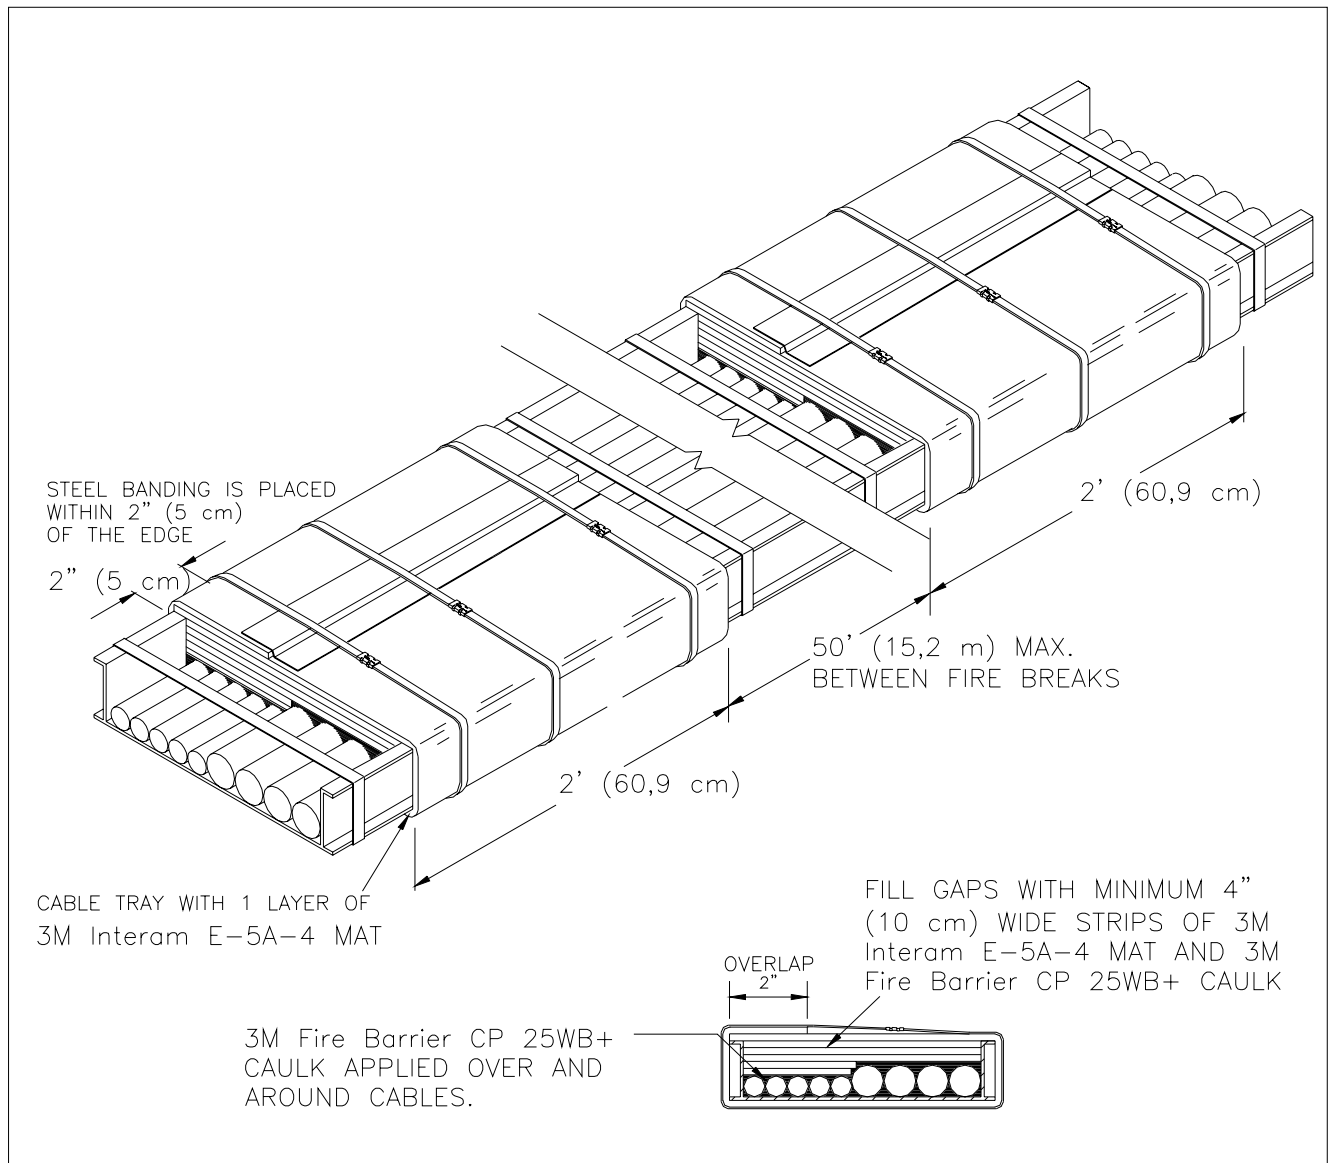 STEEL BANDING IS PLACED
WITHIN 2” (5 cm)
OF THE EDGE
2” (5 cm)
2’ (60,9 cm)
50’ (15,2 m) MAX.
BETWEEN FIRE BREAKS
2’ (60,9 cm)
CABLE TRAY WITH 1 LAYER OF
3M Interam E-5A-4 MAT
FILL GAPS WITH MINIMUM 4”
(10 cm) WIDE STRIPS OF 3M
Interam E-5A-4 MAT AND 3M
Fire Barrier CP 25WB+ CAULK
OVERLAP
2”
3M Fire Barrier CP 25WB+
CAULK APPLIED OVER AND
AROUND CABLES.